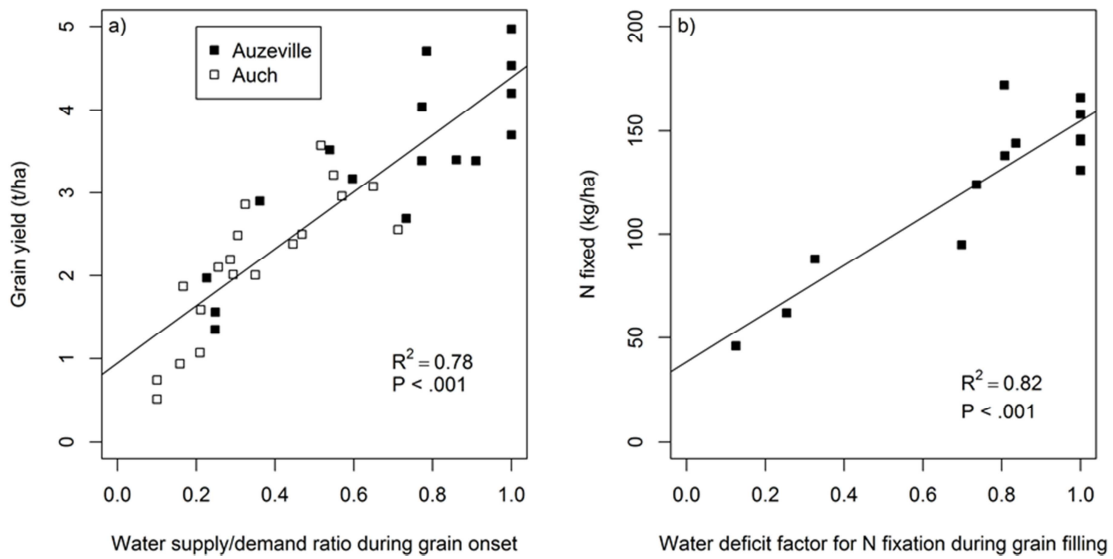 a)
Auzeville
Auch
Grain yield (t/ha)
5
4
3
2
1
0
R² = 0.78
P < .001
0.0 0.2 0.4 0.6 0.8 1.0
Water supply/demand ratio during grain onset
b)
N fixed (kg/ha)
200
150
100
50
0
R² = 0.82
P < .001
0.0 0.2 0.4 0.6 0.8 1.0
Water deficit factor for N fixation during grain filling